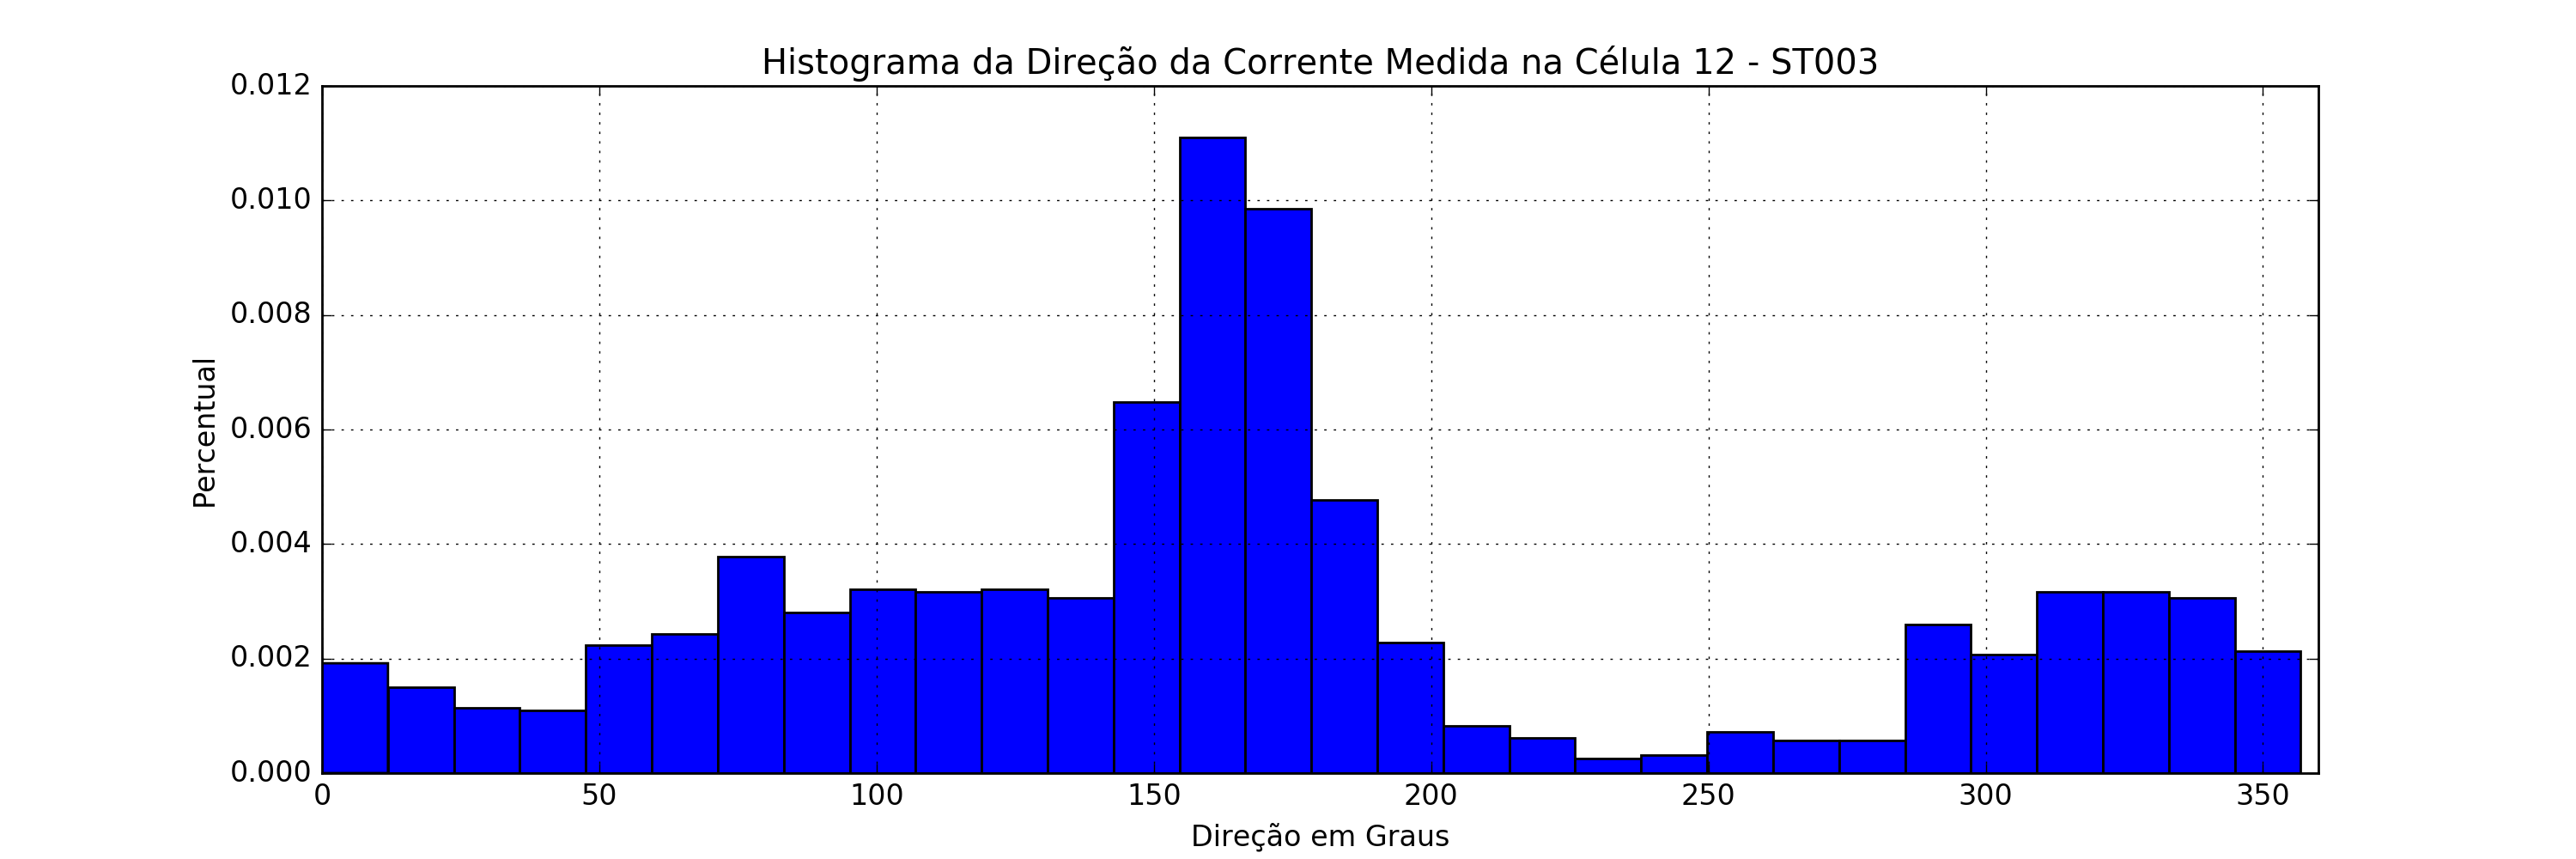 Histograma da Direção da Corrente Medida na Célula 12 - ST003
0.012
0.010
0.008
0.006
0.004
0.002
0.000
Percentual
0 50 100 150 200 250 300 350
Direção em Graus